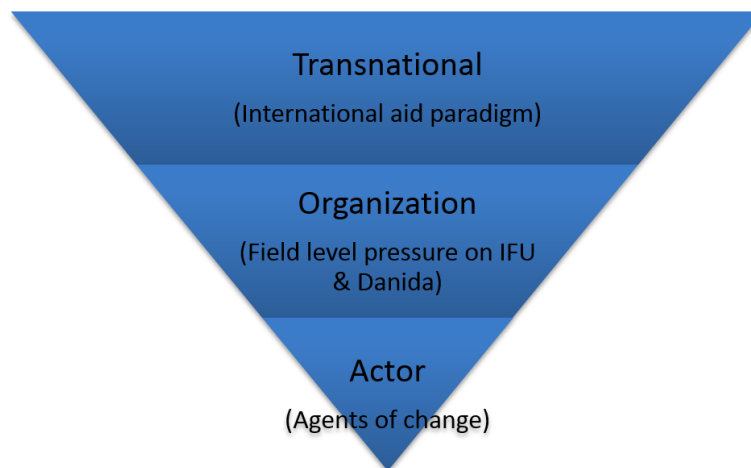 Transnational
(International aid paradigm)
Organization
(Field level pressure on IFU
& Danida)
Actor
(Agents of change)